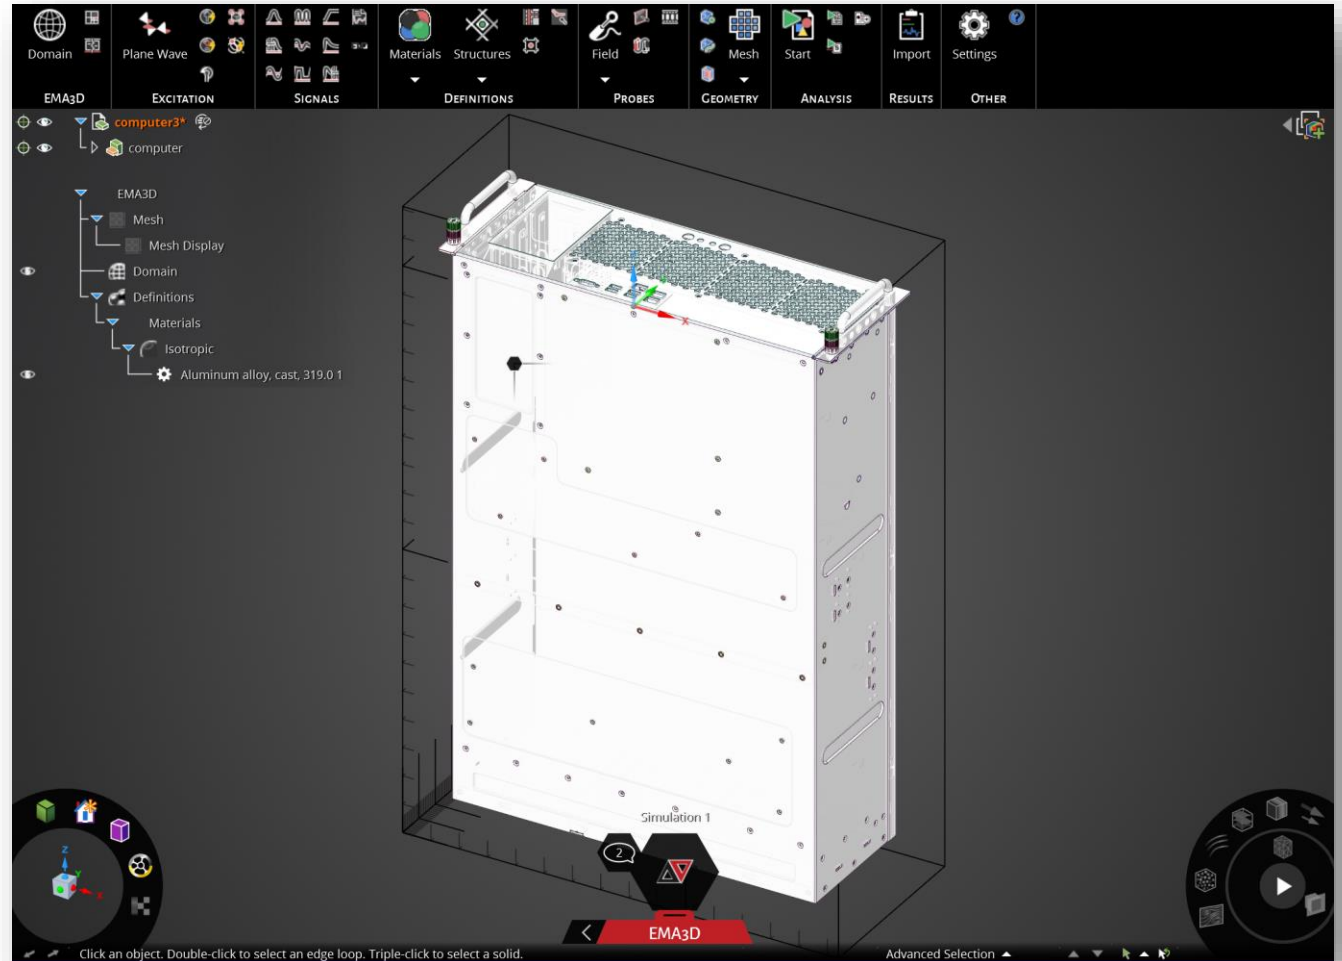 Domain
Plane Wave
Materials
Structures
Field
Mesh
Start
Import
Settings
EMA3D
EXCITATION
SIGNALS
DEFINITIONS
PROBES
GEOMETRY
ANALYSIS
RESULTS
OTHER
computer3*
computer
EMA3D
Mesh
Mesh Display
Domain
Definitions
Materials
Isotropic
Aluminum alloy, cast, 319.0 1
X
Simulation 1
2
Z
Y
X
EMA3D
Click an object. Double-click to select an edge loop. Triple-click to select a solid.
Advanced Selection